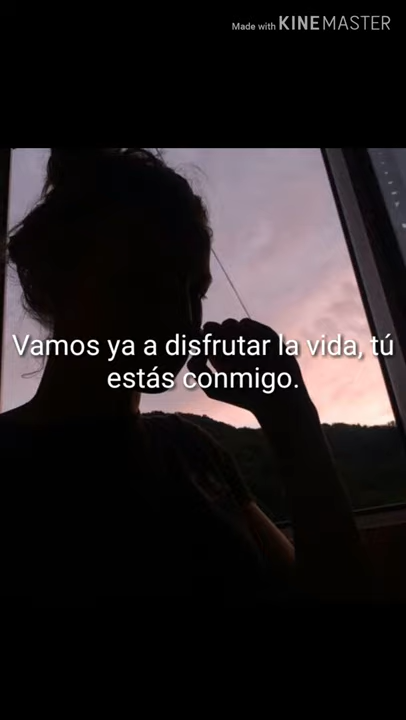 Made with KINEMASTER
Vamos ya a disfrutar la vida, tú
estás conmigo.